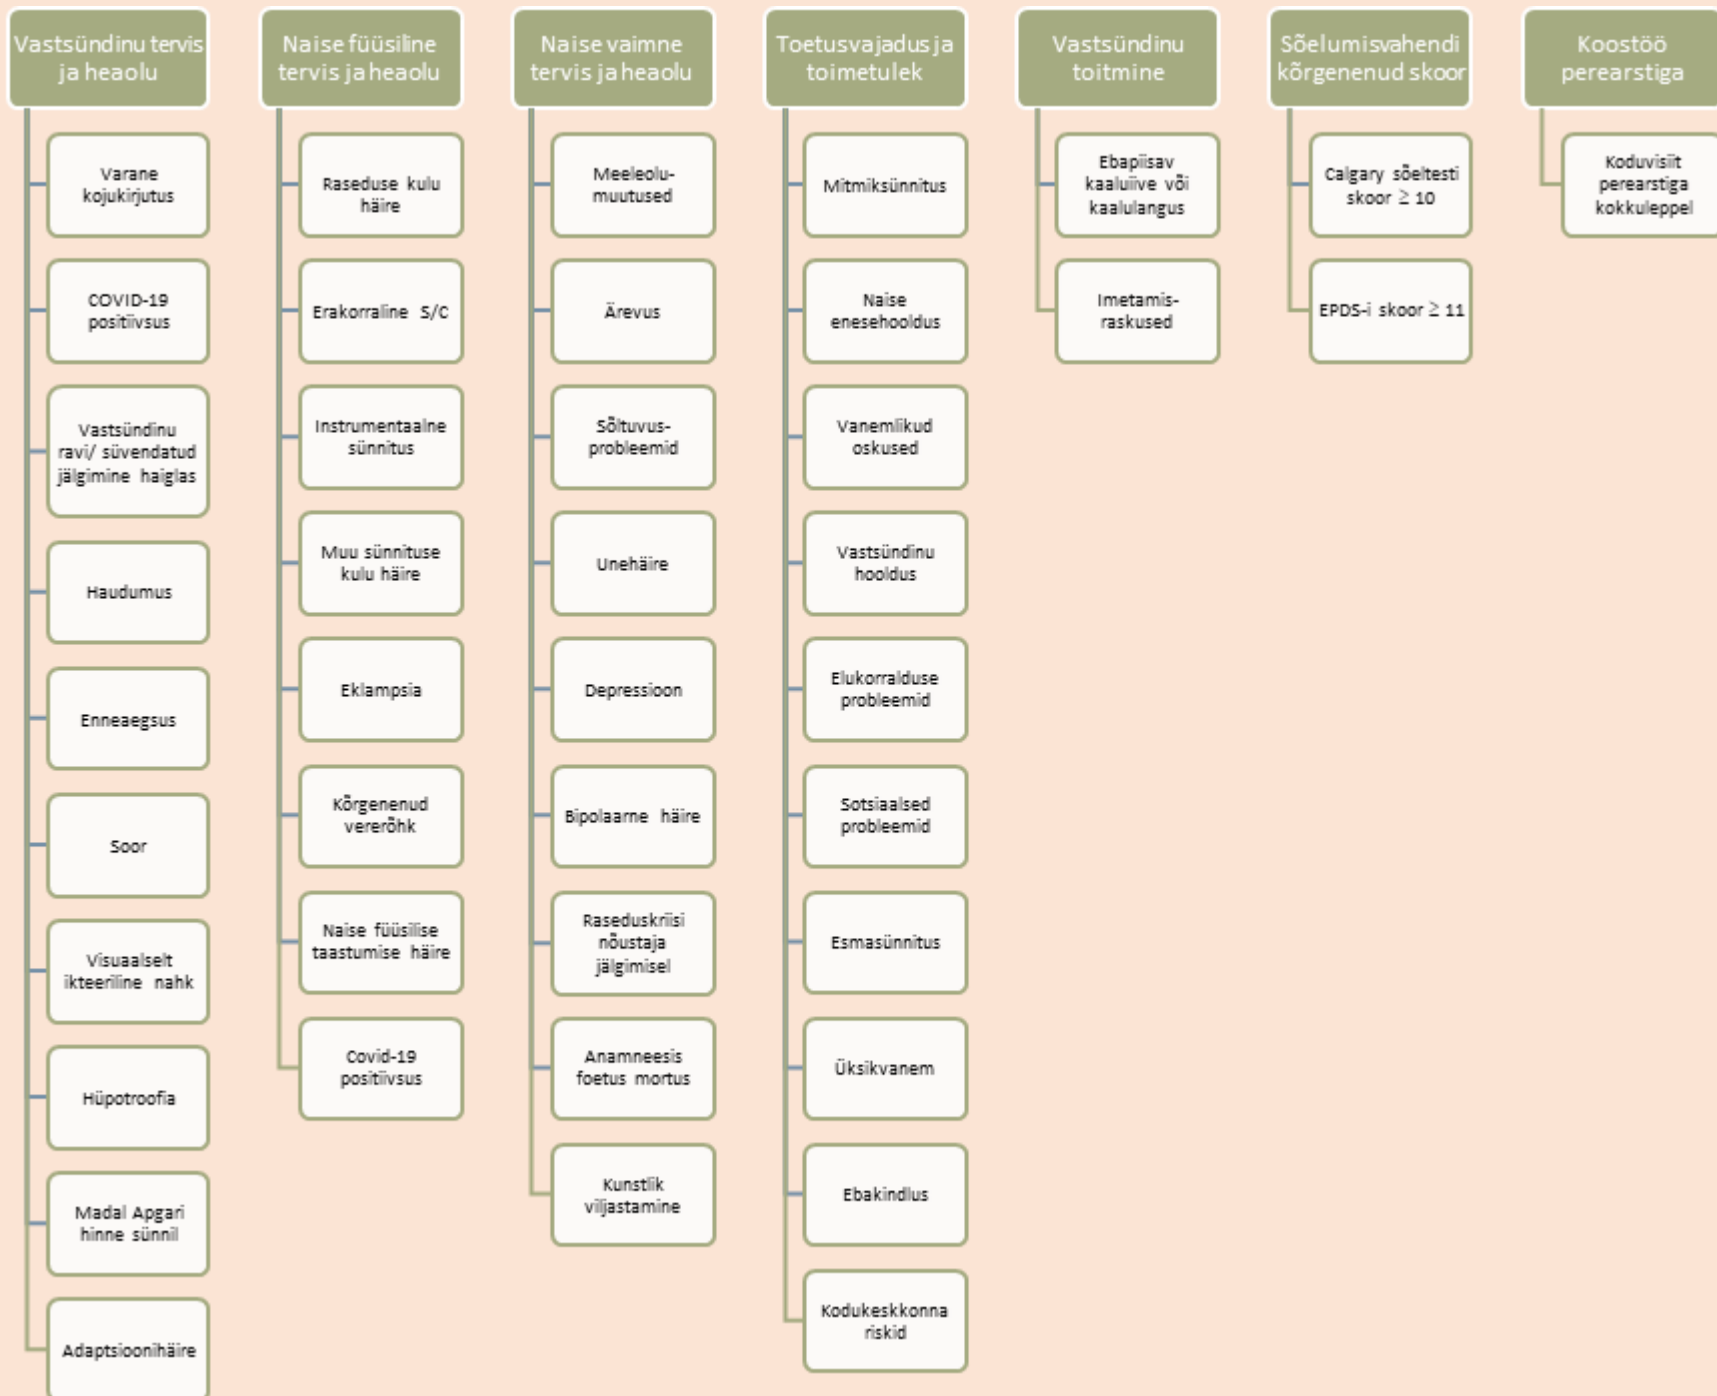 Vastsündinu tervis
ja heaolu
Varane
kojukirjutus
COVID-19
positiivsus
Vastsündinu
ravi/ süvendatud
jälgimine haiglas
Haudumus
Enneaegsus
Soor
Visuaalselt
ikteeriline nahk
Hüpotroofia
Madal Apgari
hinne sünnil
Adaptsioonihäire
Naise füüsiline
tervis ja heaolu
Raseduse kulu
häire
Erakorraline S/C
Instrumentaalne
sünnitus
Muu sünnituse
kulu häire
Eklampsia
Kõrgenenud
vererõhk
Naise füüsilise
taastumise häire
Covid-19
positiivsus
Naise vaimne
tervis ja heaolu
Meeleolu-
muutused
Ärevus
Sõltuvus-
probleemid
Unehäire
Depressioon
Bipolaarne häire
Raseduskriisi
nõustaja
jälgimisel
Anamneesis
foetus mortus
Kunstlik
viljastamine
Toetusvajadus ja
toimetulek
Mitmiksünnitus
Naise
enesehooldus
Vanemlikud
oskused
Vastsündinu
hooldus
Elukorralduse
probleemid
Sotsiaalsed
probleemid
Esmasünnitus
Üksikvanem
Ebakindlus
Kodukeskkonna
riskid
Vastsündinu
toitmine
Ebapiisav
kaaluiive või
kaalulangus
Imetamis-
raskused
Sõelumisvahendi
kõrgenenud skoor
Calgary sõeltesti
skoor ≥ 10
EPDS-i skoor ≥ 11
Koostöö
perearstiga
Koduvisiit
perearstiga
kokkuleppel